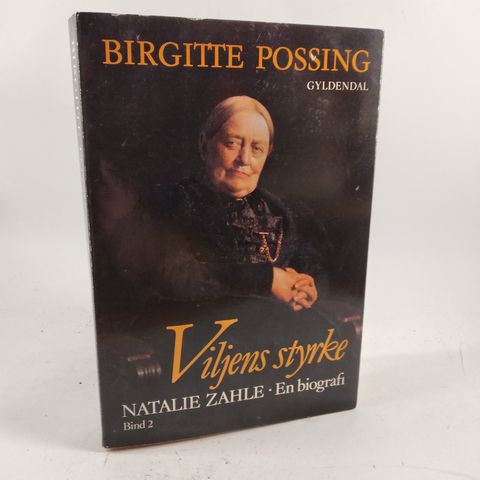 BIRGITTE POSSING
GYLDENDAL
Viljens styrke
NATALIE ZAHLE · En biografi
Bind 2